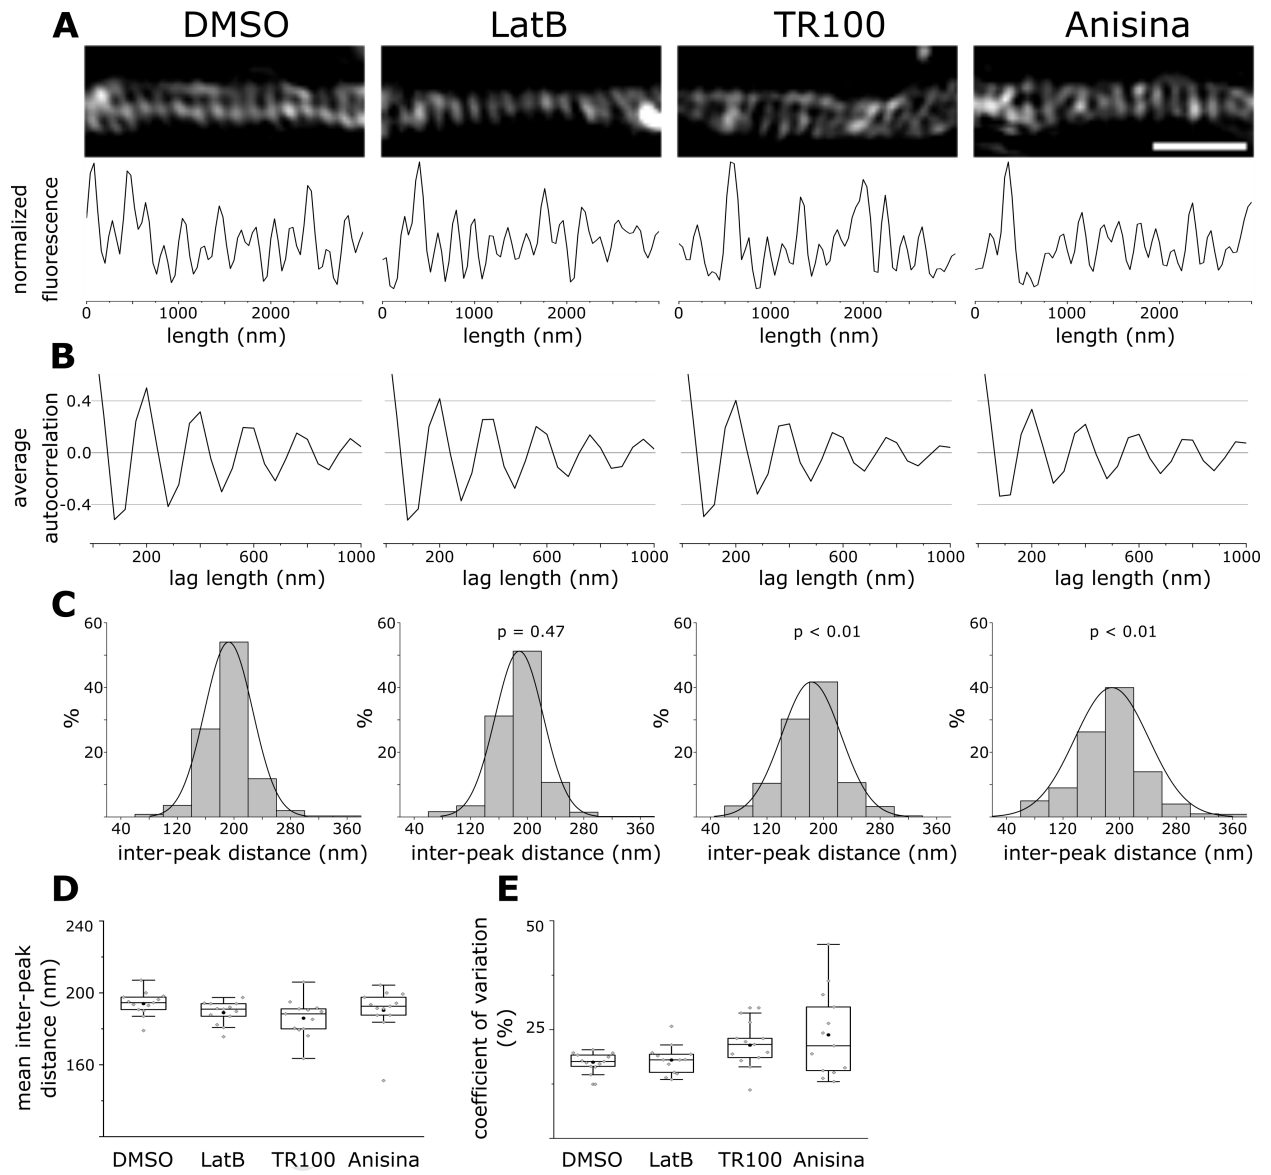 A DMSO LatB TR100 Anisina
normalized
fluorescence
0 1000 2000 0 1000 2000 0 1000 2000 0 1000 2000
length (nm) length (nm) length (nm) length (nm)
B
average
autocorrelation
0.4
0.0
-0.4
200 600 1000 200 600 1000 200 600 1000 200 600 1000
lag length (nm) lag length (nm) lag length (nm) lag length (nm)
C
60 60 60 60
p = 0.47 p < 0.01 p < 0.01
40 40 40 40
% % % %
20 20 20 20
40 120 200 280 360 40 120 200 280 360 40 120 200 280 360 40 120 200 280 360
inter-peak distance (nm) inter-peak distance (nm) inter-peak distance (nm) inter-peak distance (nm)
D
mean inter-peak
distance (nm)
240
200
160
DMSO LatB TR100 Anisina
E
coefficient of variation
(%)
50
25
DMSO LatB TR100 Anisina